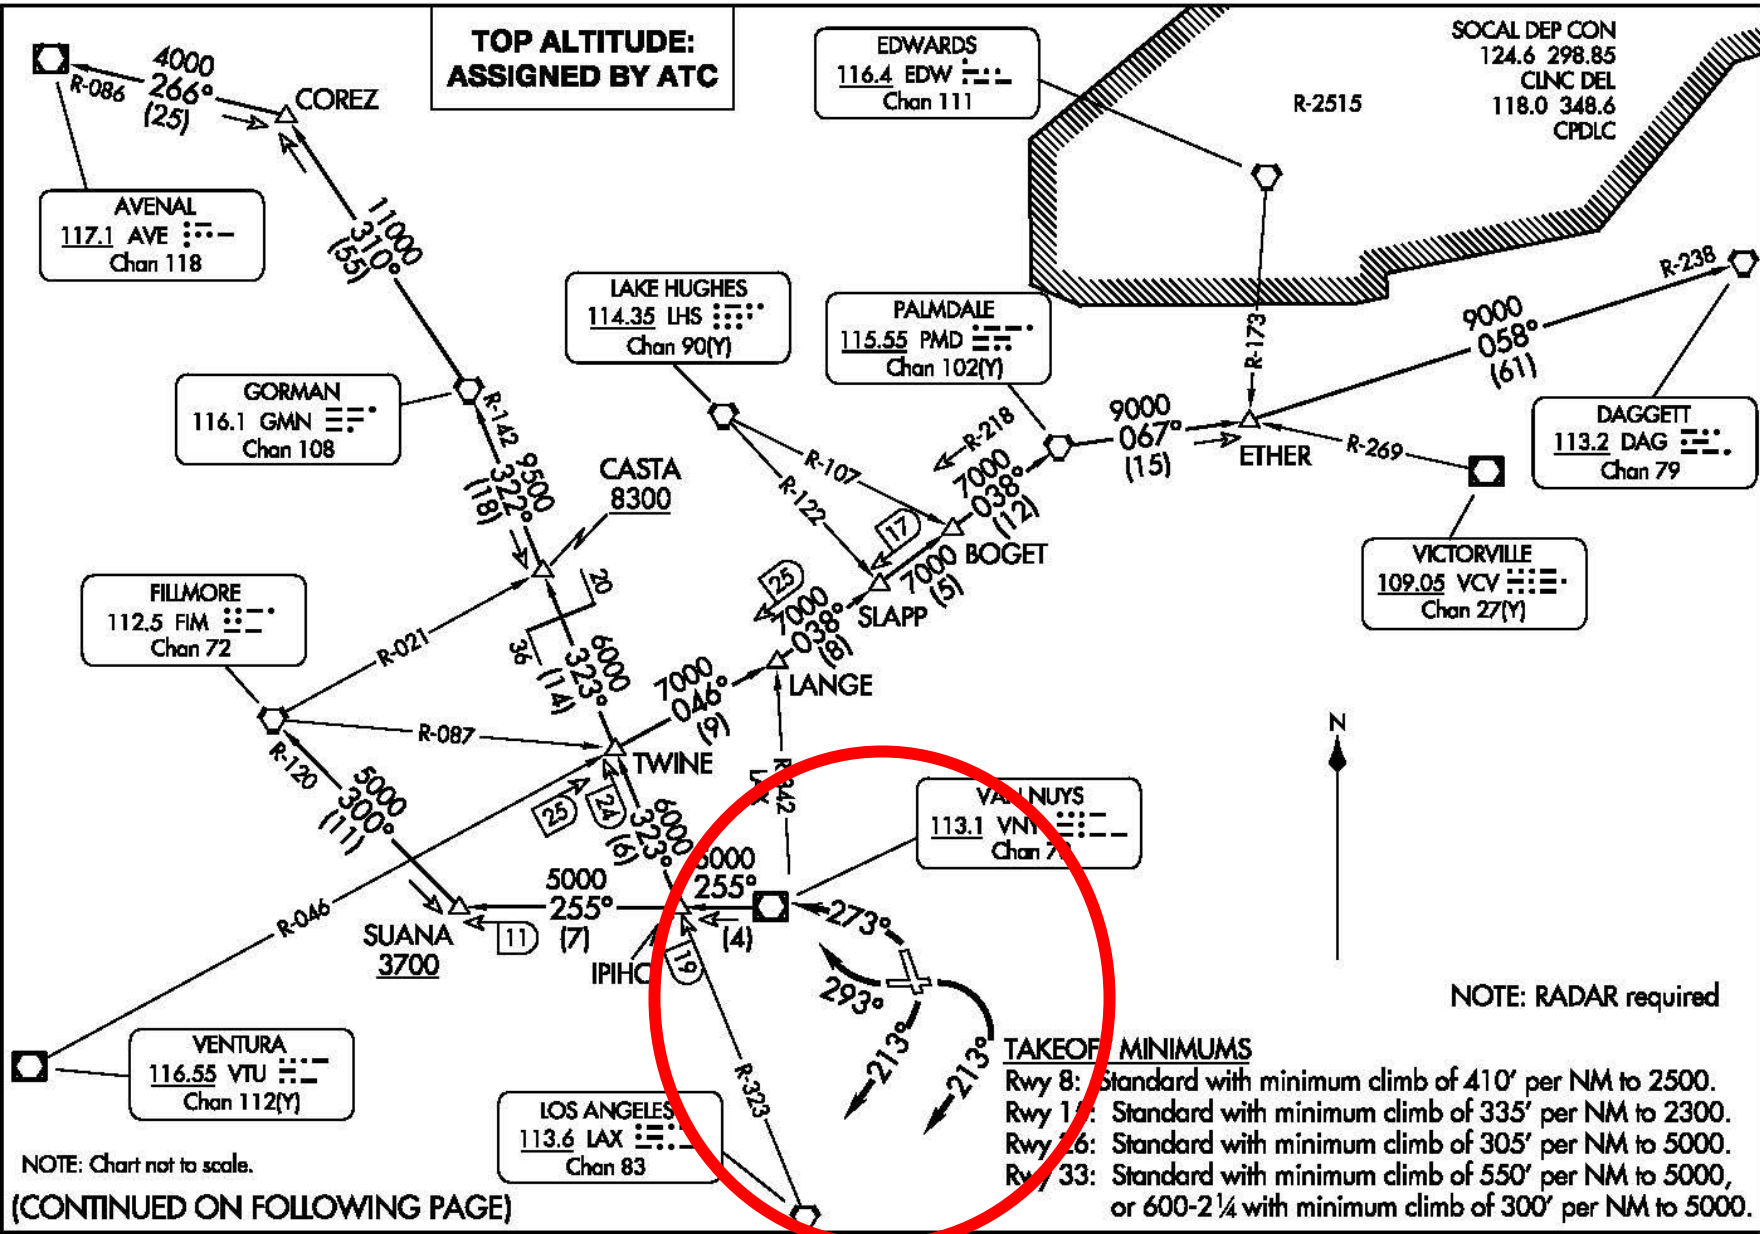 TOP ALTITUDE:
ASSIGNED BY ATC
SOCAL DEP CON
124.6 298.85
CLNC DEL
118.0 348.6
CPDLC
EDWARDS
116.4 EDW
Chan 111
R-2515
4000
266°
(25)
R-086
COREZ
AVENAL
117.1 AVE
Chan 118
11000
310°
(55)
R-173
R-238
9000
058°
(61)
LAKE HUGHES
114.35 LHS
Chan 90(Y)
PALMDALE
115.55 PMD
Chan 102(Y)
GORMAN
116.1 GMN
Chan 108
R-142
9500
322°
(18)
CASTA
8300
R-107
R-122
R-218
7000
038°
(12)
9000
067°
(15)
ETHER
R-269
DAGGETT
113.2 DAG
Chan 79
17
BOGET
7000
(5)
SLAPP
VICTORVILLE
109.05 VCV
Chan 27(Y)
FILLMORE
112.5 FIM
Chan 72
R-021
20
36
6000
323°
(14)
25
7000
038°
(8)
LANGE
7000
046°
(9)
R-087
TWINE
R-120
5000
300°
(11)
25
24
6000
323°
(6)
R-342
N
VAN NUYS
113.1 VNY
Chan
5000
255°
(7)
11
255°
(4)
SUANA
3700
19
R-046
273°
293°
213°
213°
R-323
NOTE: RADAR required
VENTURA
116.55 VTU
Chan 112(Y)
LOS ANGELES
113.6 LAX
Chan 83
TAKEOFF MINIMUMS
Rwy 8: Standard with minimum climb of 410' per NM to 2500.
Rwy Standard with minimum climb of 335' per NM to 2300.
Rwy 26: Standard with minimum climb of 305' per NM to 5000.
Rwy 33: Standard with minimum climb of 550' per NM to 5000,
or 600-2¼ with minimum climb of 300' per NM to 5000.
NOTE: Chart not to scale.
(CONTINUED ON FOLLOWING PAGE)